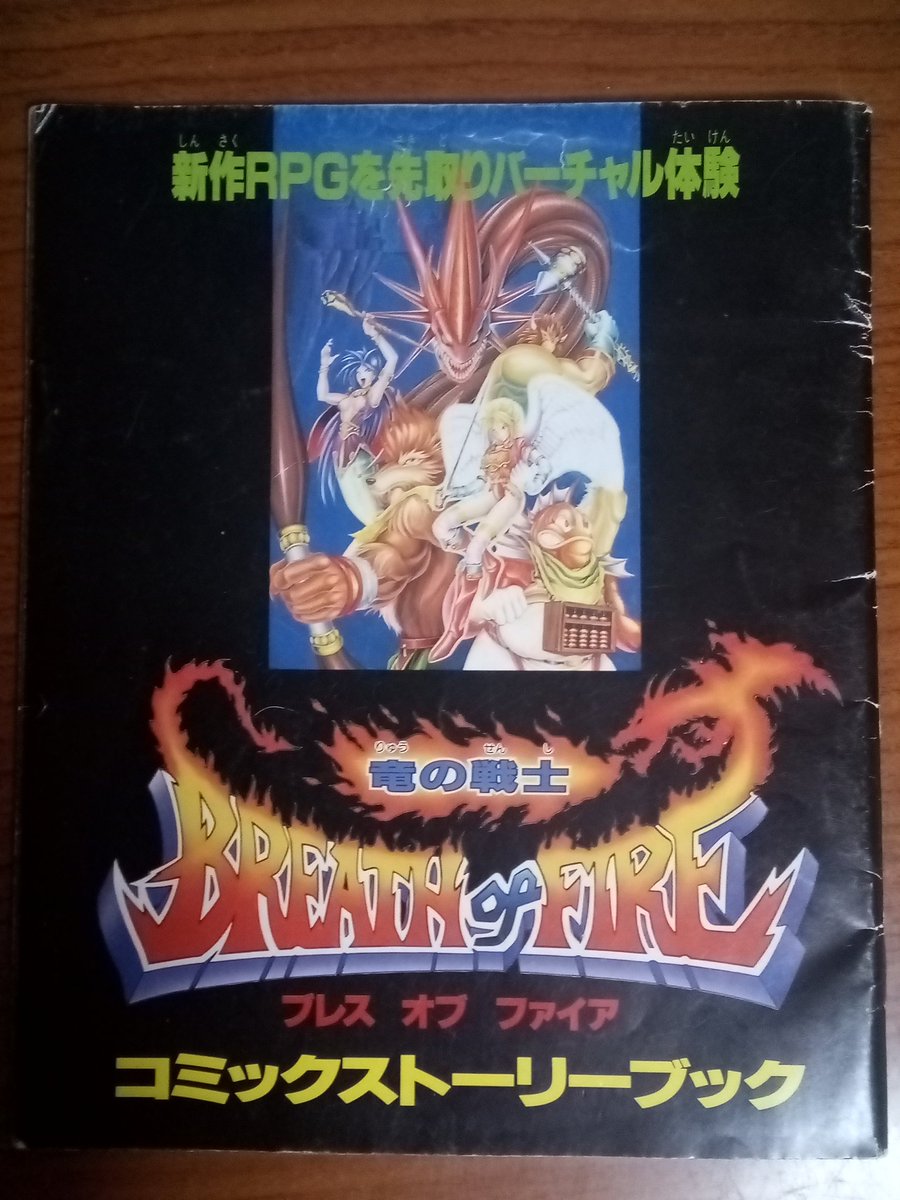 しん さく さき ど たい けん
新作RPGを先取りバーチャル体験
りゅう せん し
竜の戦士
BREATH OF FIRE
ブレス オブ ファイア
コミックストーリーブック